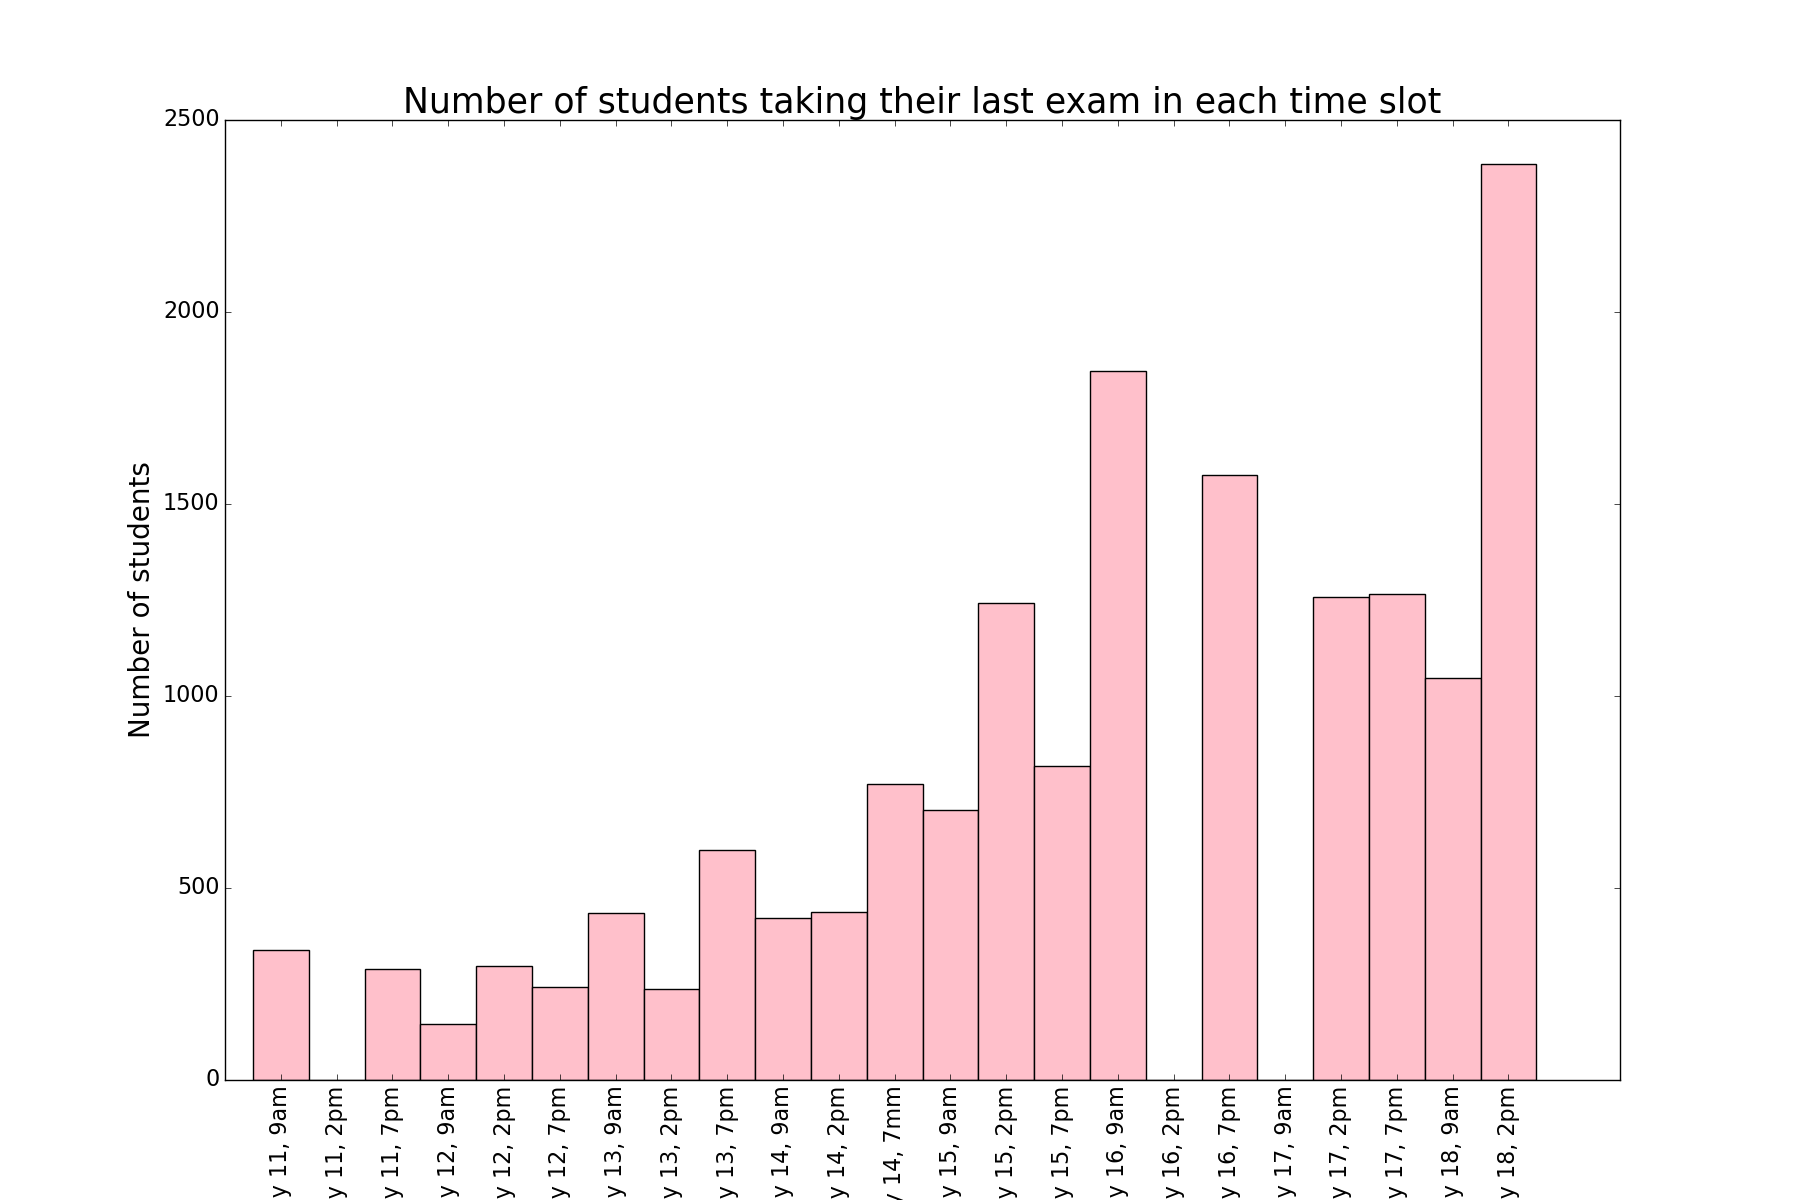 Number of students taking their last exam in each time slot
Number of students
2500
2000
1500
1000
500
0
y 11, 9am
y 11, 2pm
y 11, 7pm
y 12, 9am
y 12, 2pm
y 12, 7pm
y 13, 9am
y 13, 2pm
y 13, 7pm
y 14, 9am
y 14, 2pm
y 14, 7mm
y 15, 9am
y 15, 2pm
y 15, 7pm
y 16, 9am
y 16, 2pm
y 16, 7pm
y 17, 9am
y 17, 2pm
y 17, 7pm
y 18, 9am
y 18, 2pm